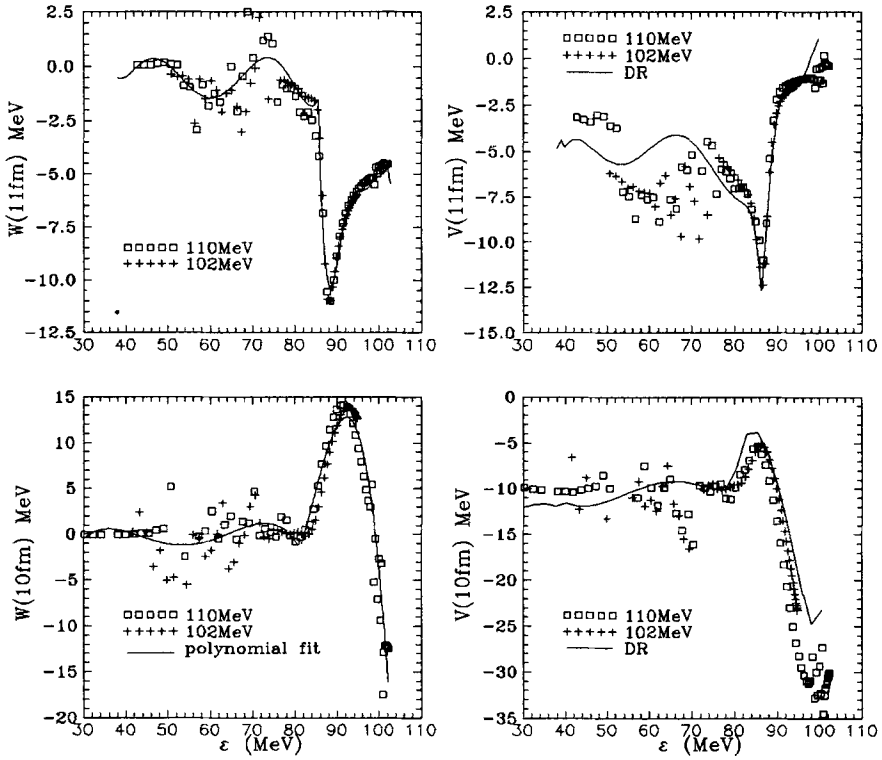 W(11fm) MeV
0.0
-2.5
-5.0
-7.5
-10.0
-12.5
30 40 50 60 70 80 90 100 110
110MeV
102MeV
V(11fm) MeV
2.5
0.0
-2.5
-5.0
-7.5
-10.0
-12.5
-15.0
30 40 50 60 70 80 90 100 110
110MeV
102MeV
DR
W(10fm) MeV
15
10
5
0
-5
-10
-15
-20
30 40 50 60 70 80 90 100 110
ε (MeV)
110MeV
102MeV
polynomial fit
V(10fm) MeV
0
-5
-10
-15
-20
-25
-30
-35
30 40 50 60 70 80 90 100 110
ε (MeV)
110MeV
102MeV
DR